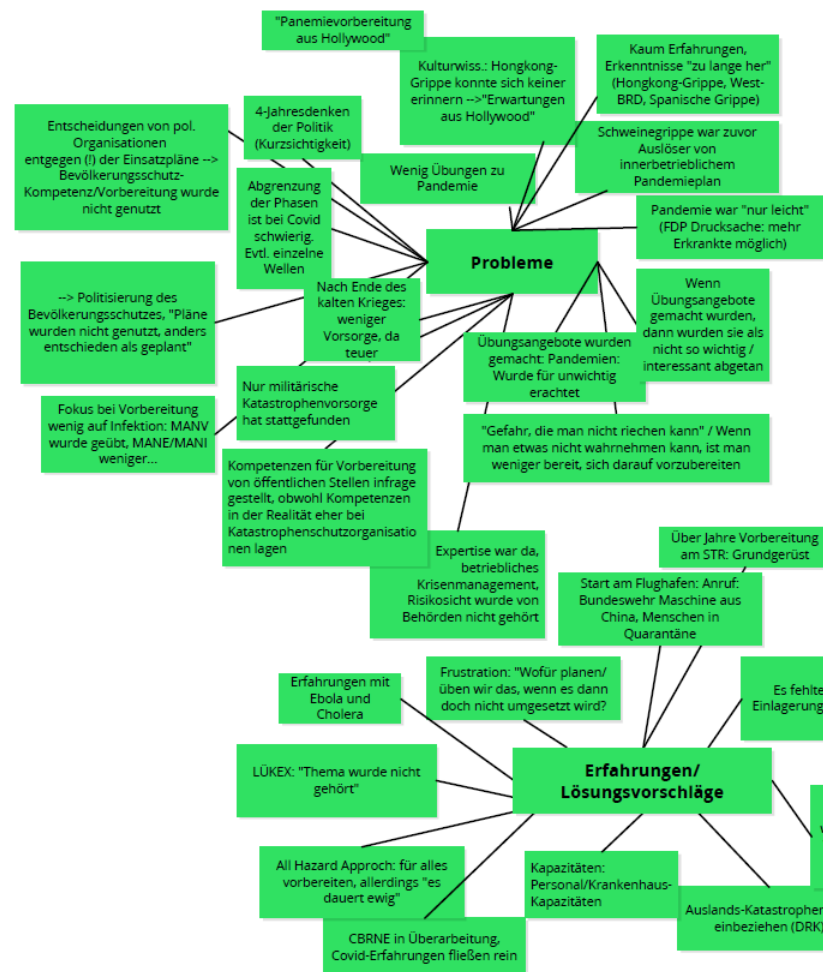 "Panemievorbereitung
aus Hollywood"
Kulturwiss.: Hongkong-
Grippe konnte sich keiner
erinnern -->"Erwartungen
aus Hollywood"
Kaum Erfahrungen,
Erkenntnisse "zu lange her"
(Hongkong-Grippe, West-
BRD, Spanische Grippe)
4-Jahresdenken
der Politik
(Kurzsichtigkeit)
Entscheidungen von pol.
Organisationen
entgegen (!) der Einsatzpläne -->
Bevölkerungsschutz-
Kompetenz/Vorbereitung wurde
nicht genutzt
Schweinegrippe war zuvor
Auslöser von
innerbetrieblichem
Pandemieplan
Wenig Übungen zu
Pandemie
Abgrenzung
der Phasen
ist bei Covid
schwierig.
Evtl. einzelne
Wellen
Pandemie war "nur leicht"
(FDP Drucksache: mehr
Erkrankte möglich)
Probleme
--> Politisierung des
Bevölkerungsschutzes, "Pläne
wurden nicht genutzt, anders
entschieden als geplant"
Nach Ende des
kalten Krieges:
weniger
Vorsorge, da
teuer
Wenn
Übungsangebote
gemacht wurden,
dann wurden sie als
nicht so wichtig /
interessant abgetan
Übungsangebote wurden
gemacht: Pandemien:
Wurde für unwichtig
erachtet
Nur militärische
Katastrophenvorsorge
hat stattgefunden
Fokus bei Vorbereitung
wenig auf Infektion: MANV
wurde geübt, MANE/MANI
weniger...
"Gefahr, die man nicht riechen kann" / Wenn
man etwas nicht wahrnehmen kann, ist man
weniger bereit, sich darauf vorzubereiten
Kompetenzen für Vorbereitung
von öffentlichen Stellen infrage
gestellt, obwohl Kompetenzen
in der Realität eher bei
Katastrophenschutzorganisatio
nen lagen
Expertise war da,
betriebliches
Krisenmanagement,
Risikosicht wurde von
Behörden nicht gehört
Über Jahre Vorbereitung
am STR: Grundgerüst
Start am Flughafen: Anruf:
Bundeswehr Maschine aus
China, Menschen in
Quarantäne
Erfahrungen mit
Ebola und
Cholera
Frustration: "Wofür planen/
üben wir das, wenn es dann
doch nicht umgesetzt wird?
Es fehlte
Einlagerung
LÜKEX: "Thema wurde nicht
gehört"
Erfahrungen/
Lösungsvorschläge
All Hazard Approch: für alles
vorbereiten, allerdings "es
dauert ewig"
Kapazitäten:
Personal/Krankenhaus-
Kapazitäten
Auslands-Katastrophen
einbeziehen (DRK)
CBRNE in Überarbeitung,
Covid-Erfahrungen fließen rein